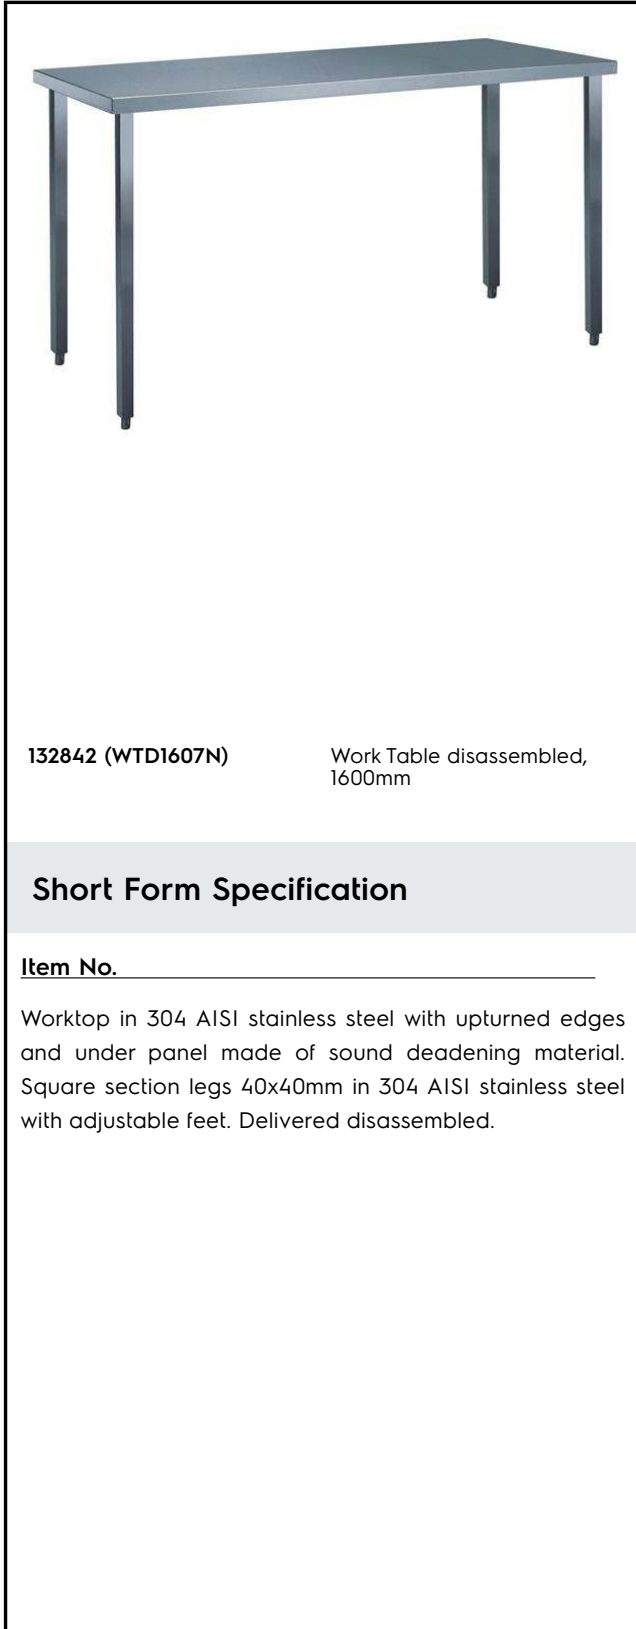 132842 (WTD1607N)
Work Table disassembled,
1600mm
Short Form Specification
Item No.
Worktop in 304 AISI stainless steel with upturned edges
and under panel made of sound deadening material.
Square section legs 40x40mm in 304 AISI stainless steel
with adjustable feet. Delivered disassembled.